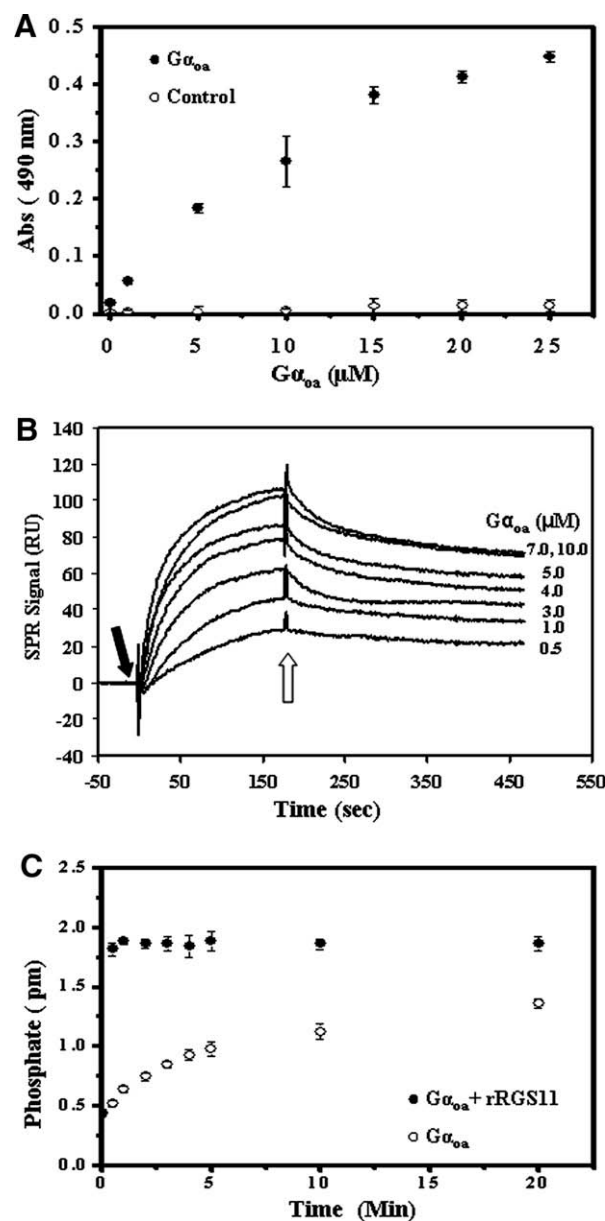 A
0.5
0.4
0.3
0.2
0.1
0.0
Abs ( 490 nm)
Gα_oa
Control
0 5 10 15 20 25
Gα_oa (μM)
B
140
120
100
80
60
40
20
0
-20
-40
SPR Signal (RU)
Gα_oa (μM)
7.0, 10.0
5.0
4.0
3.0
1.0
0.5
-50 50 150 250 350 450 550
Time (sec)
C
2.5
2.0
1.5
1.0
0.5
0.0
Phosphate ( pm)
Gα_oa + rRGS11
Gα_oa
0 5 10 15 20
Time (Min)